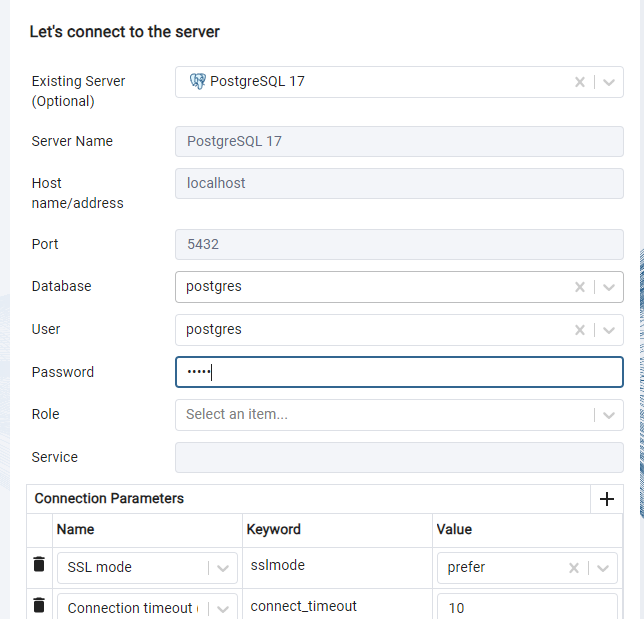 Let's connect to the server
Existing Server
(Optional)
PostgreSQL 17
Server Name
PostgreSQL 17
Host
name/address
localhost
Port
5432
Database
postgres
User
postgres
Password
•••••
Role
Select an item...
Service
Connection Parameters
Name
Keyword
Value
SSL mode
sslmode
prefer
Connection timeout
connect_timeout
10